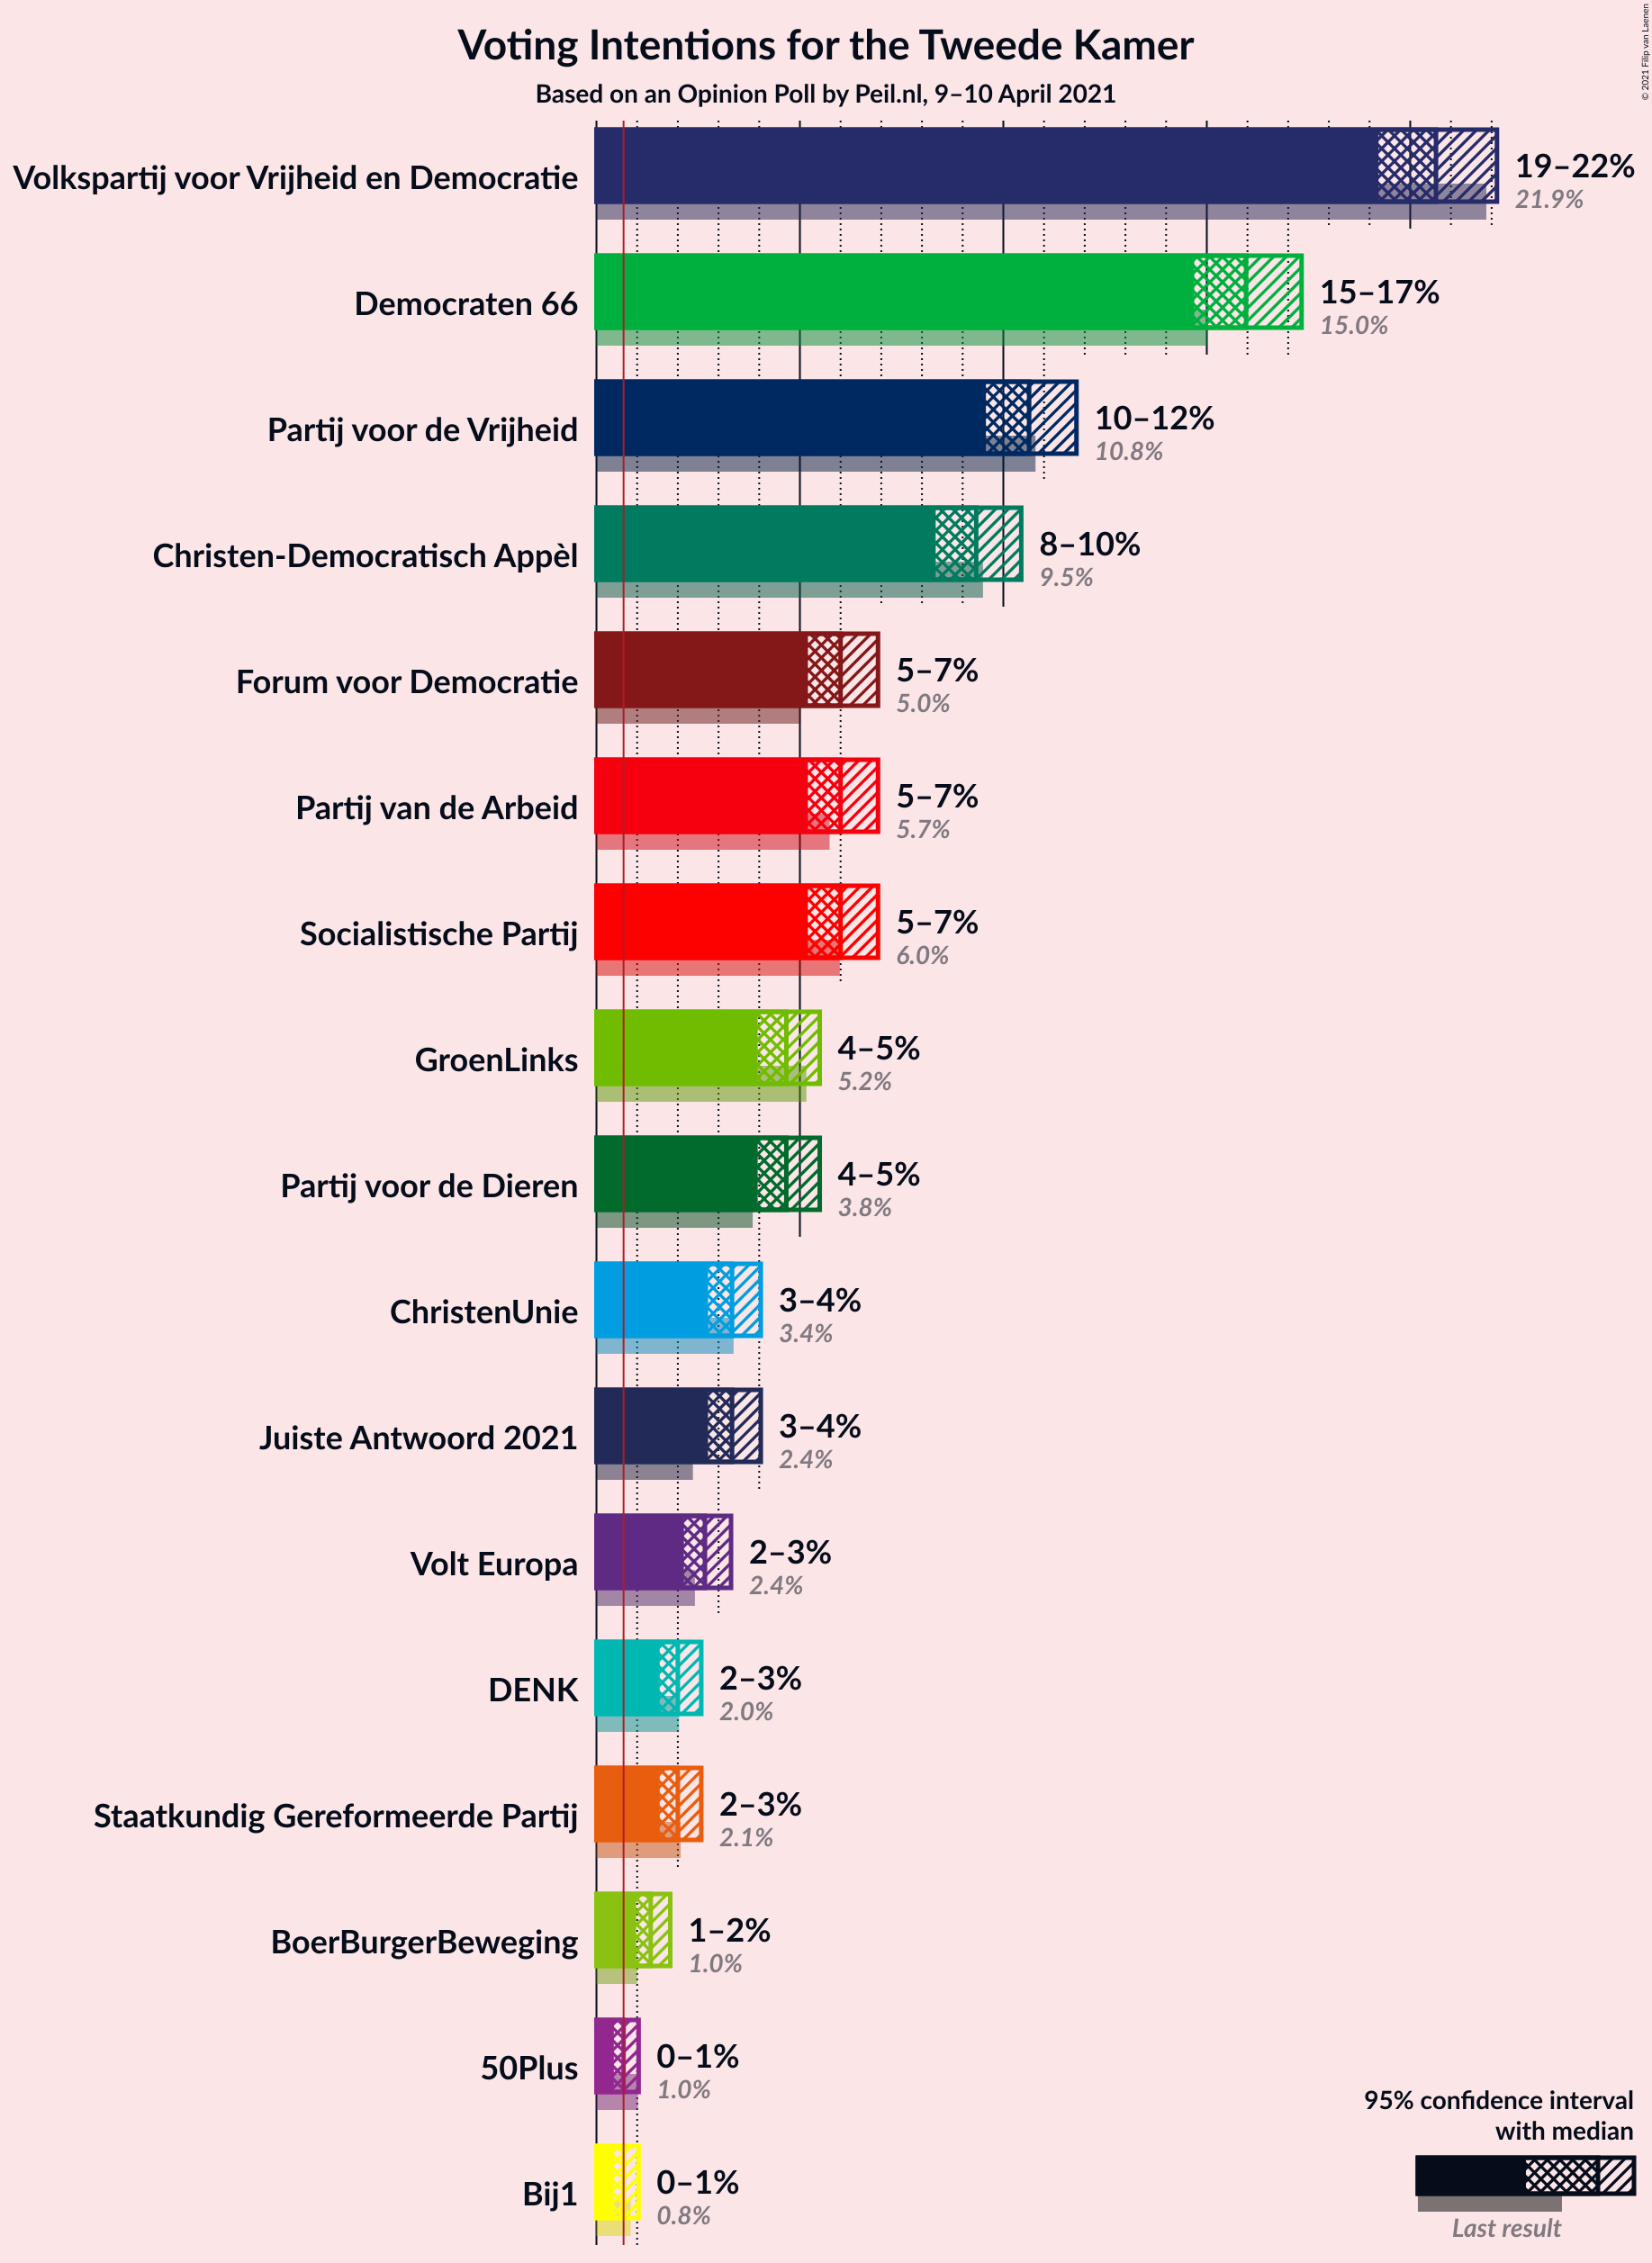 Voting Intentions for the Tweede Kamer
Based on an Opinion Poll by Peil.nl, 9–10 April 2021
© 2021 Filip van Laenen
Volkspartij voor Vrijheid en Democratie
19–22%
21.9%
Democraten 66
15–17%
15.0%
Partij voor de Vrijheid
10–12%
10.8%
Christen-Democratisch Appèl
8–10%
9.5%
Forum voor Democratie
5–7%
5.0%
Partij van de Arbeid
5–7%
5.7%
Socialistische Partij
5–7%
6.0%
GroenLinks
4–5%
5.2%
Partij voor de Dieren
4–5%
3.8%
ChristenUnie
3–4%
3.4%
Juiste Antwoord 2021
3–4%
2.4%
Volt Europa
2–3%
2.4%
DENK
2–3%
2.0%
Staatkundig Gereformeerde Partij
2–3%
2.1%
BoerBurgerBeweging
1–2%
1.0%
50Plus
0–1%
1.0%
Bij1
0–1%
0.8%
95% confidence interval
with median
Last result